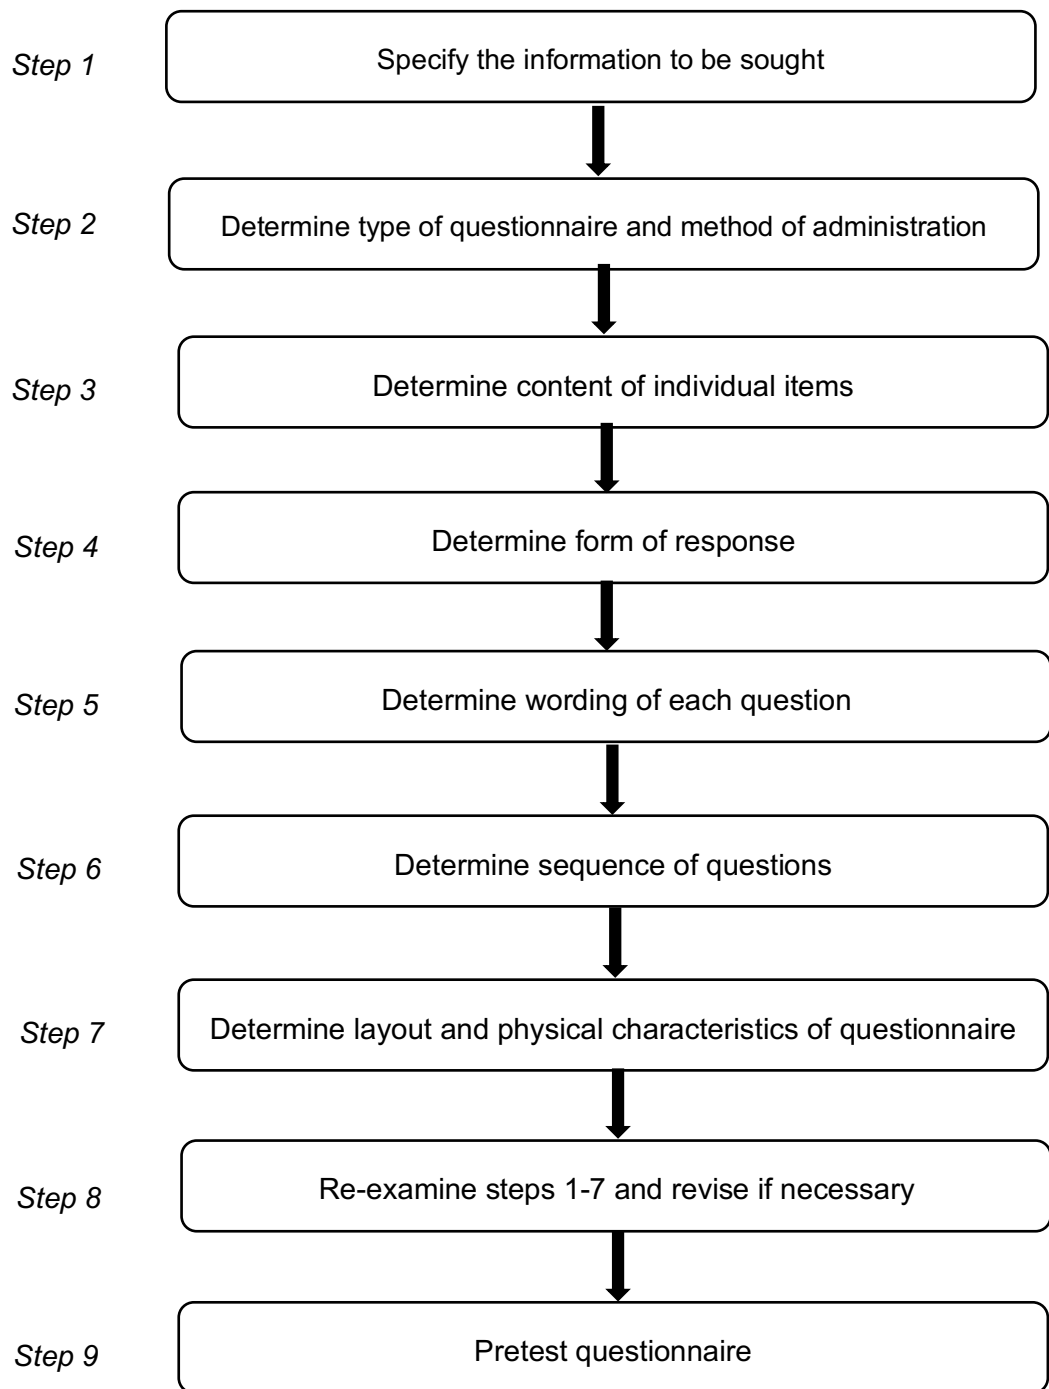 Step 1
Specify the information to be sought
Step 2
Determine type of questionnaire and method of administration
Step 3
Determine content of individual items
Step 4
Determine form of response
Step 5
Determine wording of each question
Step 6
Determine sequence of questions
Step 7
Determine layout and physical characteristics of questionnaire
Step 8
Re-examine steps 1-7 and revise if necessary
Step 9
Pretest questionnaire